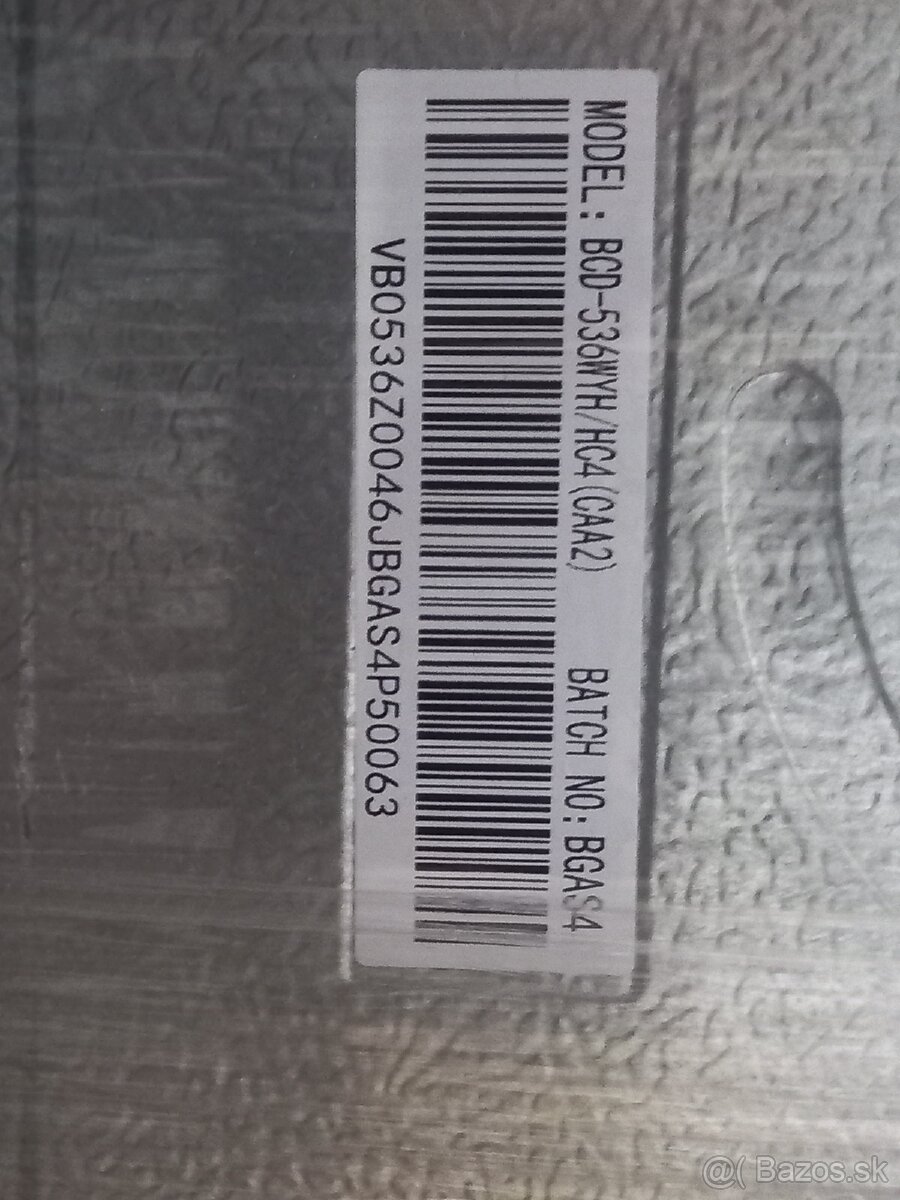 MODEL: BCD-536WYH/HC4(CAA2) BATCH NO: BGAS4
VB0536Z0046JBGAS4P50063
@( Bazos.sk